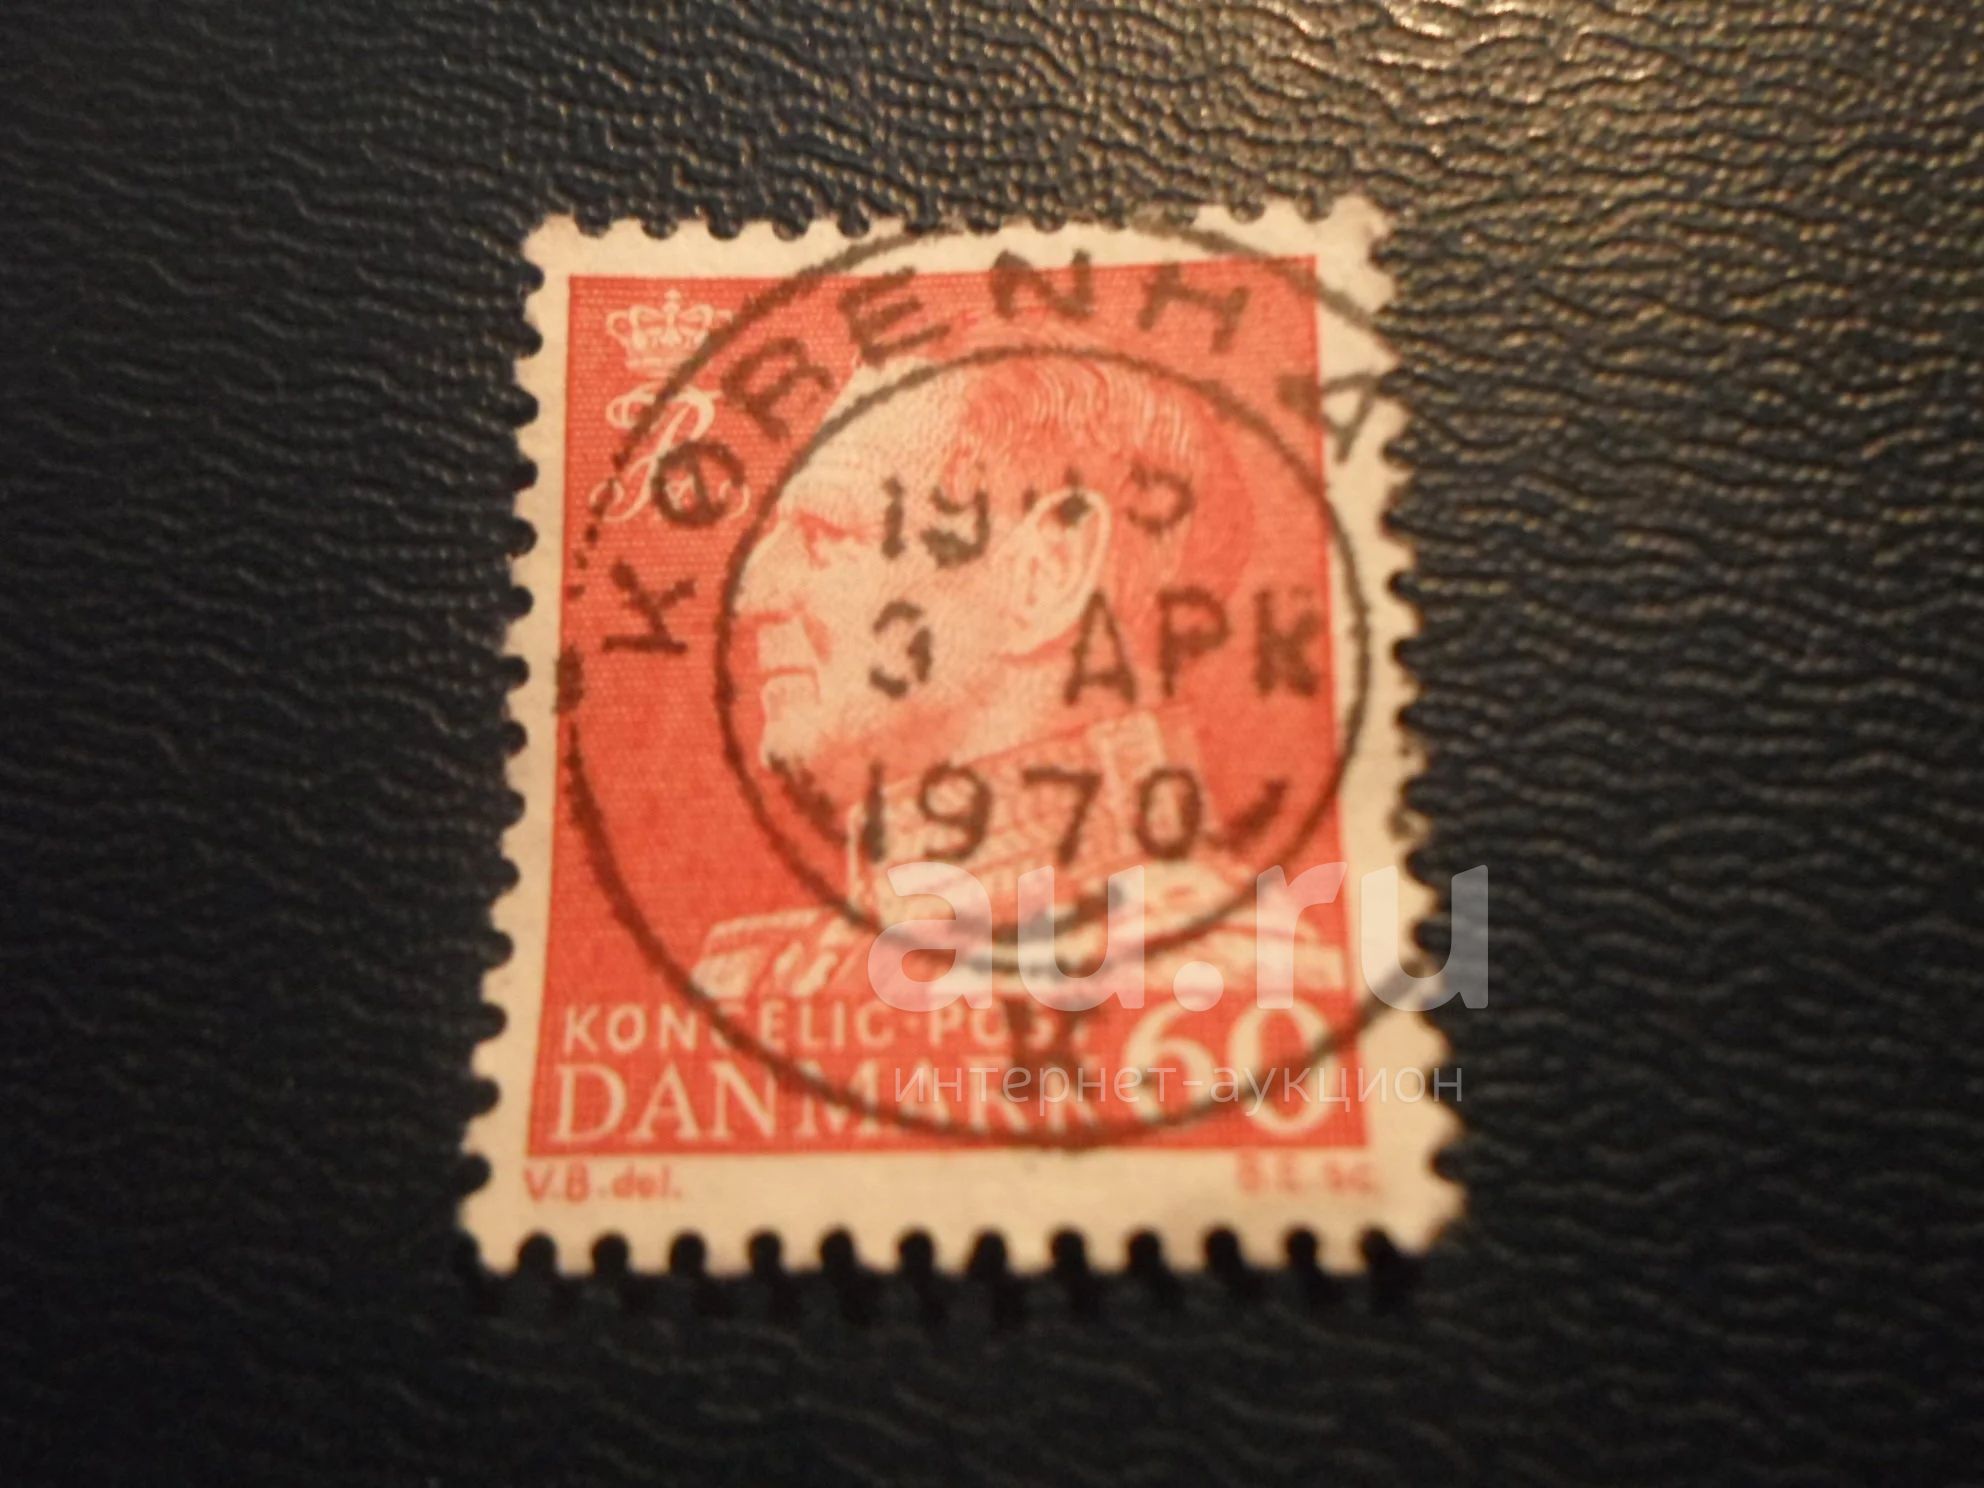 KØBENHA
3 APR
1970
K
KONGELIG·POST
DANMARK 60
V.B. del.
au.ru
интернет-аукцион